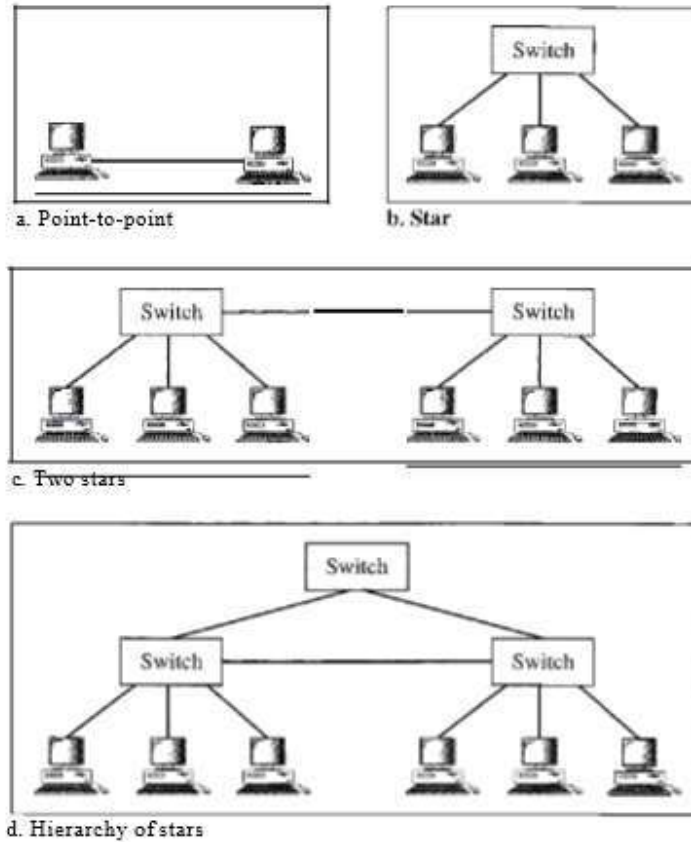 Switch
a. Point-to-point
b. Star
Switch Switch
c. Two stars
Switch
Switch Switch
d. Hierarchy of stars